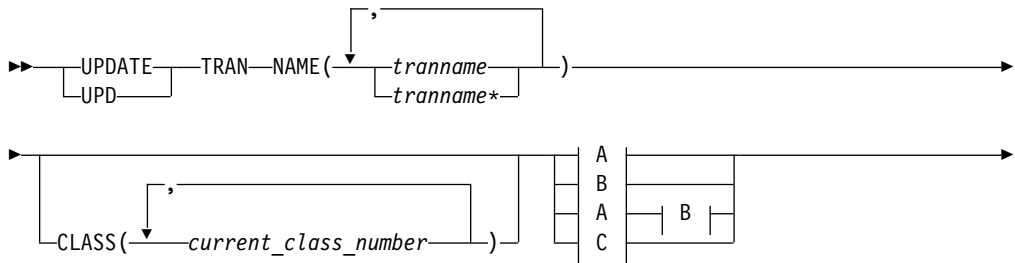 ,
UPDATE TRAN NAME( tranname )
UPD tranname*
A
, B
A B
CLASS( current_class_number ) C